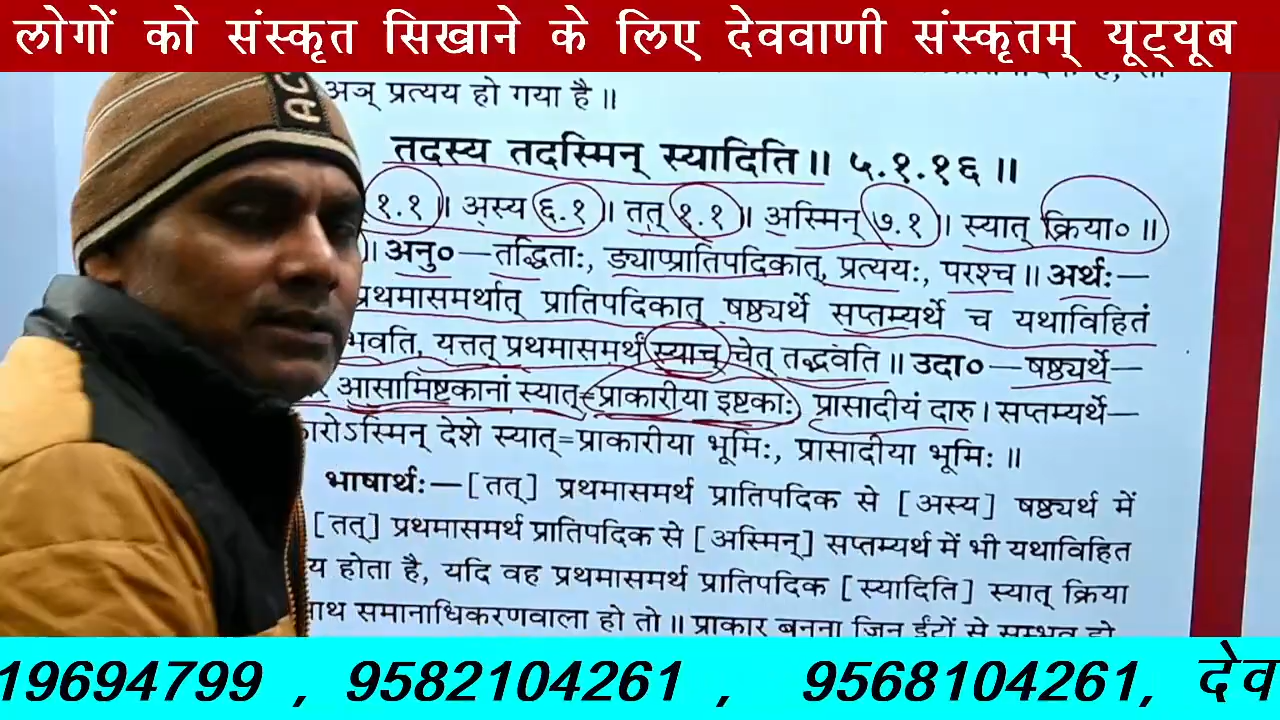 लोगों को संस्कृत सिखाने के लिए देववाणी संस्कृतम् यूट्यूब
अञ् प्रत्यय हो गया है ॥
तदस्य तदस्मिन् स्यादिति ॥ ५.१.१६ ॥
१.१ ॥ अस्य ६.१ ॥ तत् १.१ ॥ अस्मिन् ७.१ ॥ स्यात् क्रिया० ॥
॥ अनु०—तद्धिताः, ङ्याप्प्रातिपदिकात्, प्रत्ययः, परश्च ॥ अर्थः—
प्रथमासमर्थात् प्रातिपदिकात् षष्ठ्यर्थे सप्तम्यर्थे च यथाविहितं
भवति, यत्तत् प्रथमासमर्थं स्याच् चेत् तद्भवति ॥ उदा०—षष्ठ्यर्थे—
आसामिष्टकानां स्यात्=प्राकारीया इष्टकाः प्रासादीयं दारु । सप्तम्यर्थे—
कारोऽस्मिन् देशे स्यात्=प्राकारीया भूमिः, प्रासादीया भूमिः ॥
भाषार्थः—[तत्] प्रथमासमर्थ प्रातिपदिक से [अस्य] षष्ठ्यर्थ में
[तत्] प्रथमासमर्थ प्रातिपदिक से [अस्मिन्] सप्तम्यर्थ में भी यथाविहित
य होता है, यदि वह प्रथमासमर्थ प्रातिपदिक [स्यादिति] स्यात् क्रिया
समानाधिकरणवाला हो तो ॥ प्राकार बनना जिन ईंटों से सम्भव हो
19694799 , 9582104261 , 9568104261, देव